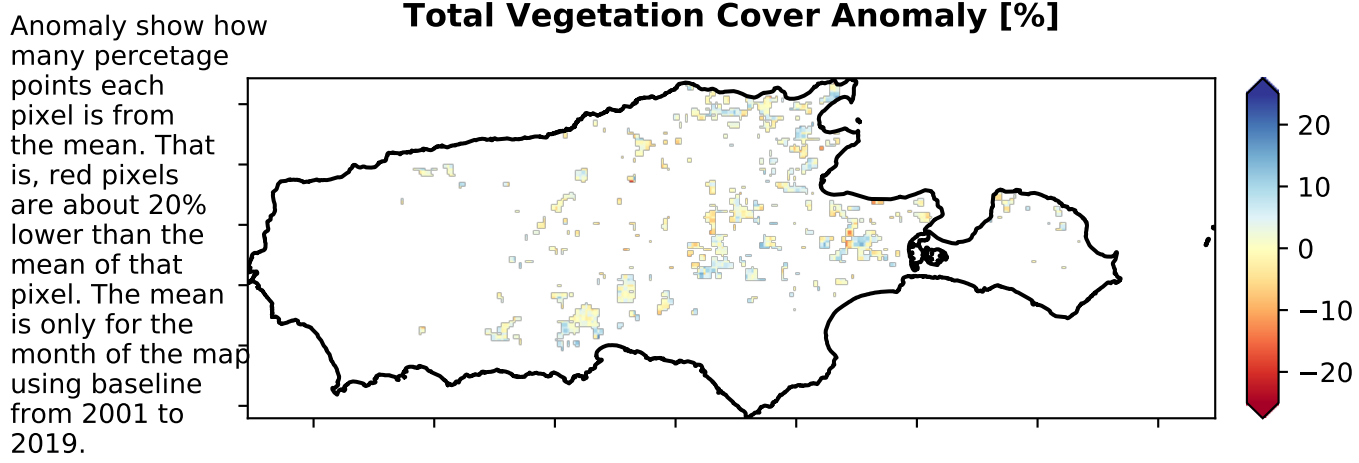 Total Vegetation Cover Anomaly [%]
Anomaly show how
many percetage
points each
pixel is from
the mean. That
is, red pixels
are about 20%
lower than the
mean of that
pixel. The mean
is only for the
month of the map
using baseline
from 2001 to
2019.
20
10
0
−10
−20